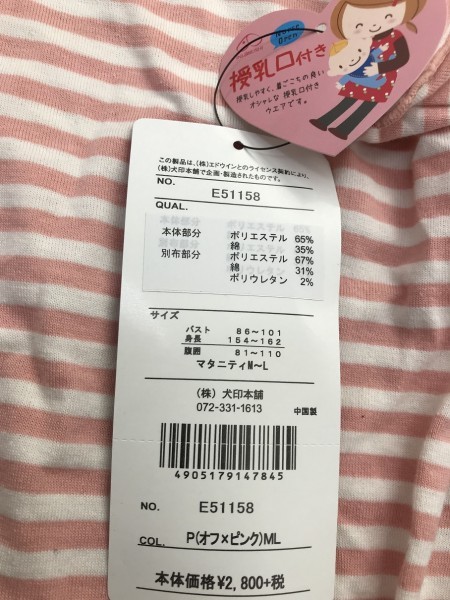 授乳口付き
授乳しやすく、着ごこちの良い
オシャレな 授乳口付き
ウエアです。
この製品は、(株)エドウインとのライセンス契約により、
(株)犬印本舗で企画・製造されたものです。
NO. E51158
QUAL.
本体部分 ポリエステル 65%
綿 35%
別布部分 ポリエステル 67%
綿 31%
ポリウレタン 2%
サイズ
バスト 86～101
身長 154～162
腹囲 81～110
マタニティM～L
(株) 犬印本舗
072-331-1613
中国製
4905179147845
NO. E51158
COL. P(オフ×ピンク)ML
本体価格¥2,800+税